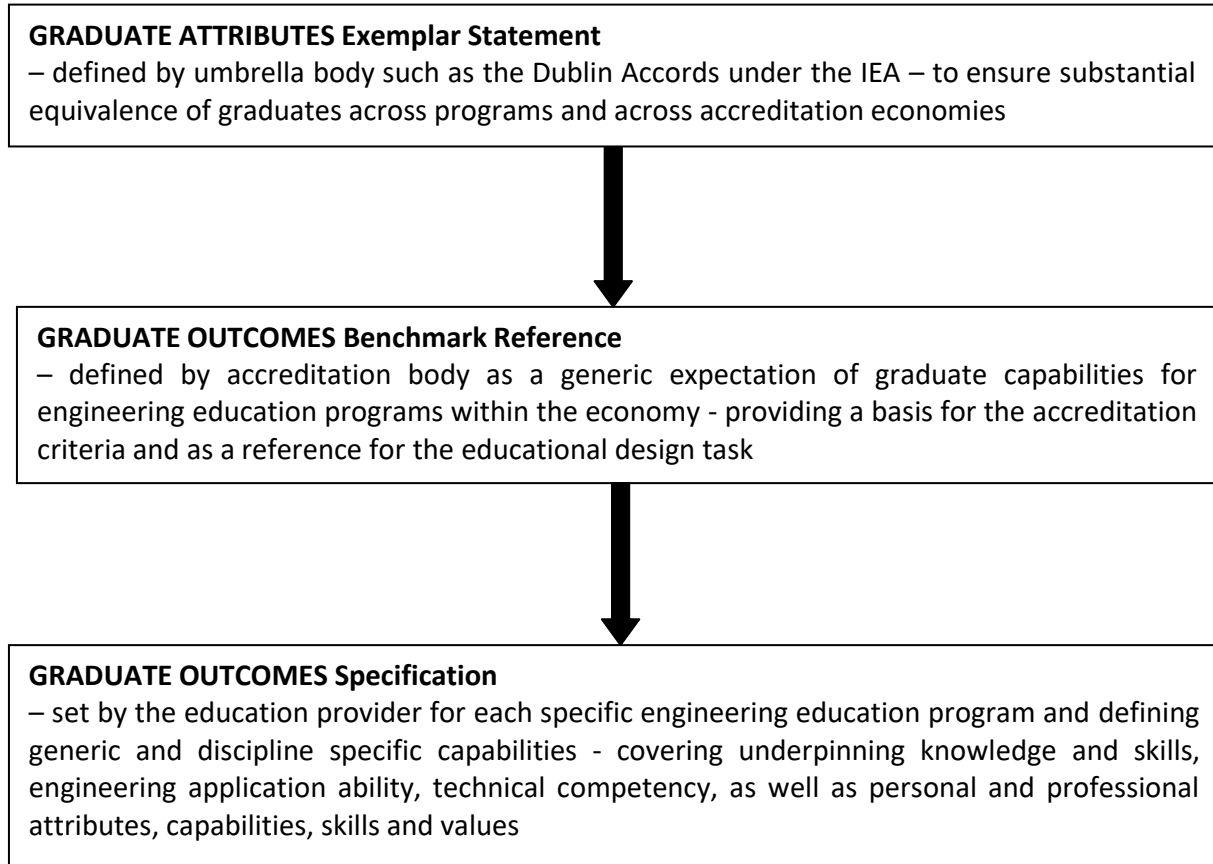 GRADUATE ATTRIBUTES Exemplar Statement
– defined by umbrella body such as the Dublin Accords under the IEA – to ensure substantial
equivalence of graduates across programs and across accreditation economies
GRADUATE OUTCOMES Benchmark Reference
– defined by accreditation body as a generic expectation of graduate capabilities for
engineering education programs within the economy - providing a basis for the accreditation
criteria and as a reference for the educational design task
GRADUATE OUTCOMES Specification
– set by the education provider for each specific engineering education program and defining
generic and discipline specific capabilities - covering underpinning knowledge and skills,
engineering application ability, technical competency, as well as personal and professional
attributes, capabilities, skills and values